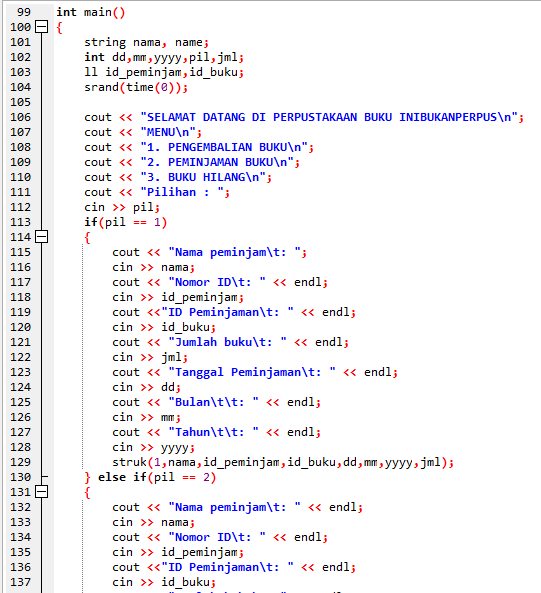 99 int main()
100 {
101 string nama, name;
102 int dd,mm,yyyy,pil,jml;
103 ll id_peminjam,id_buku;
104 srand(time(0));
105
106 cout << "SELAMAT DATANG DI PERPUSTAKAAN BUKU INIBUKANPERPUS\n";
107 cout << "MENU\n";
108 cout << "1. PENGEMBALIAN BUKU\n";
109 cout << "2. PEMINJAMAN BUKU\n";
110 cout << "3. BUKU HILANG\n";
111 cout << "Pilihan : ";
112 cin >> pil;
113 if(pil == 1)
114 {
115 cout << "Nama peminjam\t: ";
116 cin >> nama;
117 cout << "Nomor ID\t: " << endl;
118 cin >> id_peminjam;
119 cout <<"ID Peminjaman\t: " << endl;
120 cin >> id_buku;
121 cout << "Jumlah buku\t: " << endl;
122 cin >> jml;
123 cout << "Tanggal Peminjaman\t: " << endl;
124 cin >> dd;
125 cout << "Bulan\t\t: " << endl;
126 cin >> mm;
127 cout << "Tahun\t\t: " << endl;
128 cin >> yyyy;
129 struk(1,nama,id_peminjam,id_buku,dd,mm,yyyy,jml);
130 } else if(pil == 2)
131 {
132 cout << "Nama peminjam\t: " << endl;
133 cin >> nama;
134 cout << "Nomor ID\t: " << endl;
135 cin >> id_peminjam;
136 cout <<"ID Peminjaman\t: " << endl;
137 cin >> id_buku;